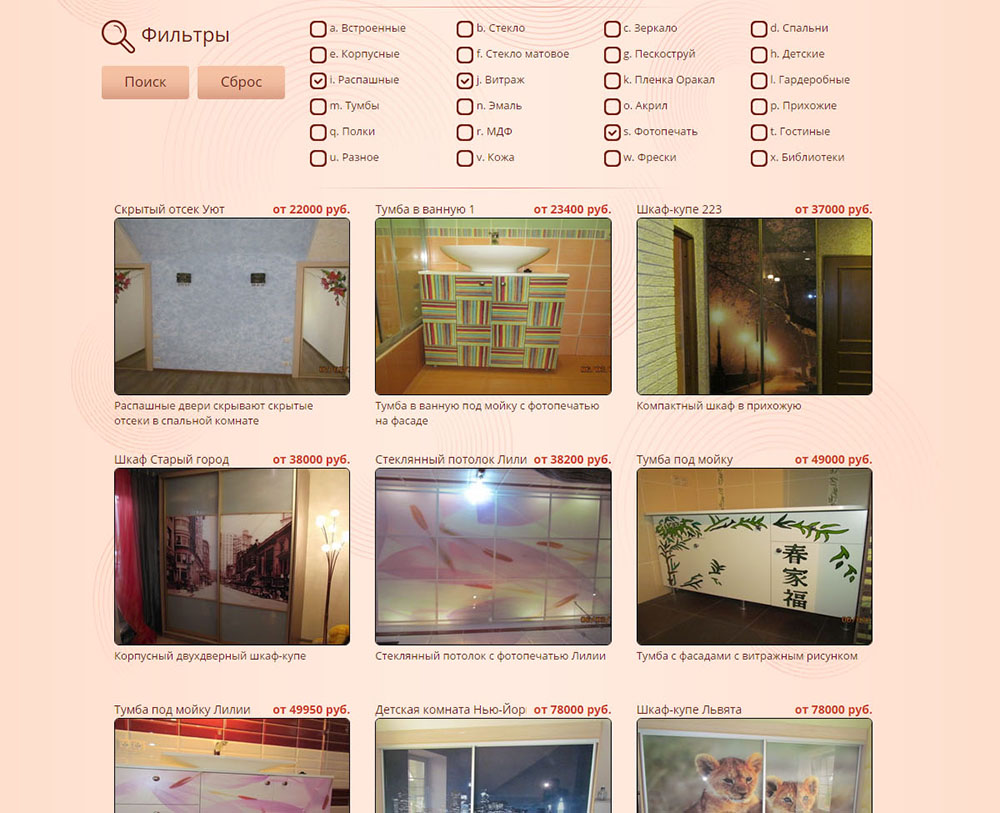 Фильтры
Поиск
Сброс
a. Встроенные
b. Стекло
c. Зеркало
d. Спальни
e. Корпусные
f. Стекло матовое
g. Пескоструй
h. Детские
i. Распашные
j. Витраж
k. Пленка Оракал
l. Гардеробные
m. Тумбы
n. Эмаль
o. Акрил
p. Прихожие
q. Полки
r. МДФ
s. Фотопечать
t. Гостиные
u. Разное
v. Кожа
w. Фрески
x. Библиотеки
Скрытый отсек Уют от 22000 руб.
Распашные двери скрывают скрытые
отсеки в спальной комнате
Тумба в ванную 1 от 23400 руб.
Тумба в ванную под мойку с фотопечатью
на фасаде
Шкаф-купе 223 от 37000 руб.
Компактный шкаф в прихожую
Шкаф Старый город от 38000 руб.
Корпусный двухдверный шкаф-купе
Стеклянный потолок Лили от 38200 руб.
Стеклянный потолок с фотопечатью Лилии
Тумба под мойку от 49000 руб.
春
家
福
Тумба с фасадами с витражным рисунком
Тумба под мойку Лилии от 49950 руб.
Детская комната Нью-Йор от 78000 руб.
Шкаф-купе Львята от 78000 руб.